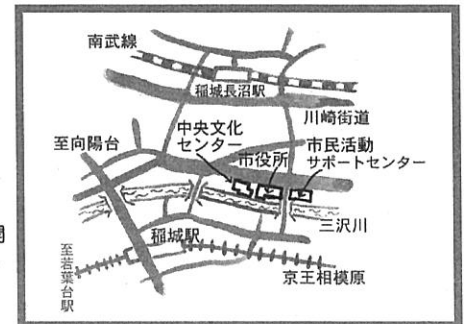 南武線
稲城長沼駅
川崎街道
中央文化
センター
市役所
市民活動
サポートセンター
至向陽台
三沢川
稲城駅
至若葉台駅
京王相模原